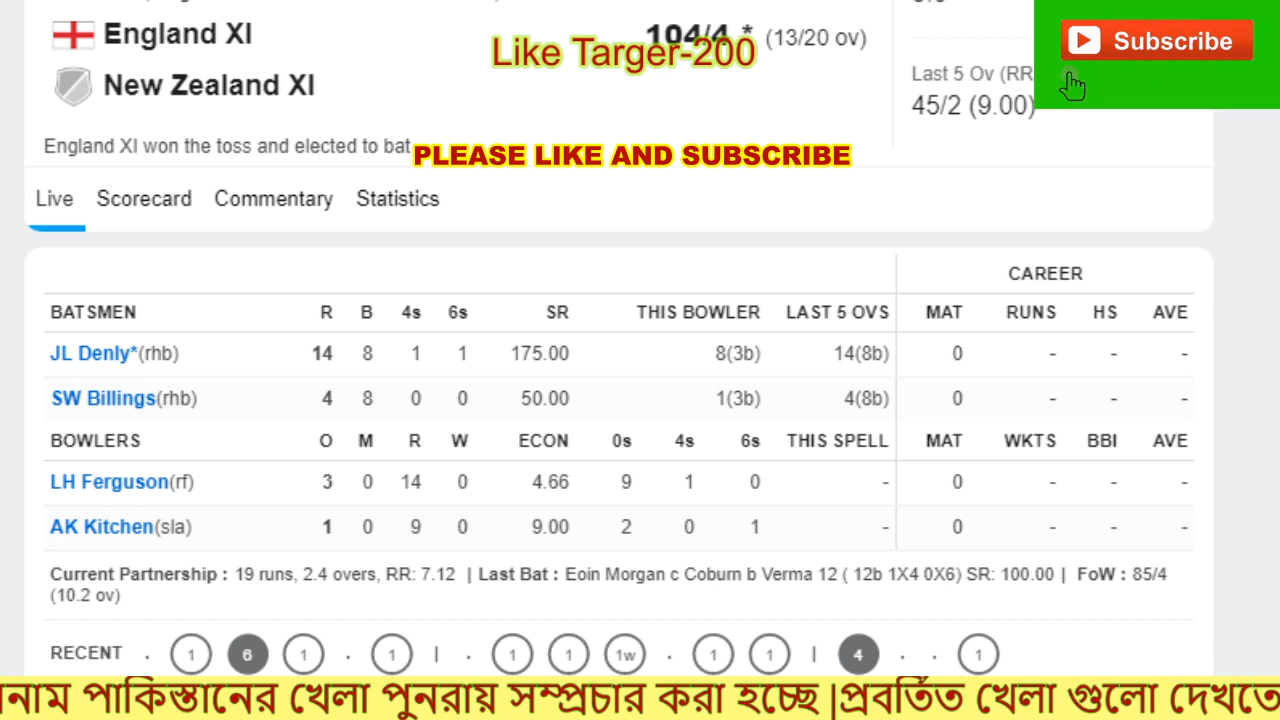 England XI 104/4 * (13/20 ov)
Like Targer-200
Subscribe
New Zealand XI
Last 5 Ov (RR
45/2 (9.00)
England XI won the toss and elected to bat
PLEASE LIKE AND SUBSCRIBE
Live Scorecard Commentary Statistics
CAREER
BATSMEN R B 4s 6s SR THIS BOWLER LAST 5 OVS MAT RUNS HS AVE
JL Denly*(rhb) 14 8 1 1 175.00 8(3b) 14(8b) 0 - - -
SW Billings(rhb) 4 8 0 0 50.00 1(3b) 4(8b) 0 - - -
BOWLERS O M R W ECON 0s 4s 6s THIS SPELL MAT WKTS BBI AVE
LH Ferguson(rf) 3 0 14 0 4.66 9 1 0 - 0 - - -
AK Kitchen(sla) 1 0 9 0 9.00 2 0 1 - 0 - - -
Current Partnership : 19 runs, 2.4 overs, RR: 7.12 | Last Bat : Eoin Morgan c Coburn b Verma 12 ( 12b 1X4 0X6) SR: 100.00 | FoW : 85/4
(10.2 ov)
RECENT . 1 6 1 . 1 | . 1 1 1w . 1 1 | 4 . . 1
নাম পাকিস্তানের খেলা পুনরায় সম্প্রচার করা হচ্ছে |প্রবর্তিত খেলা গুলো দেখতে